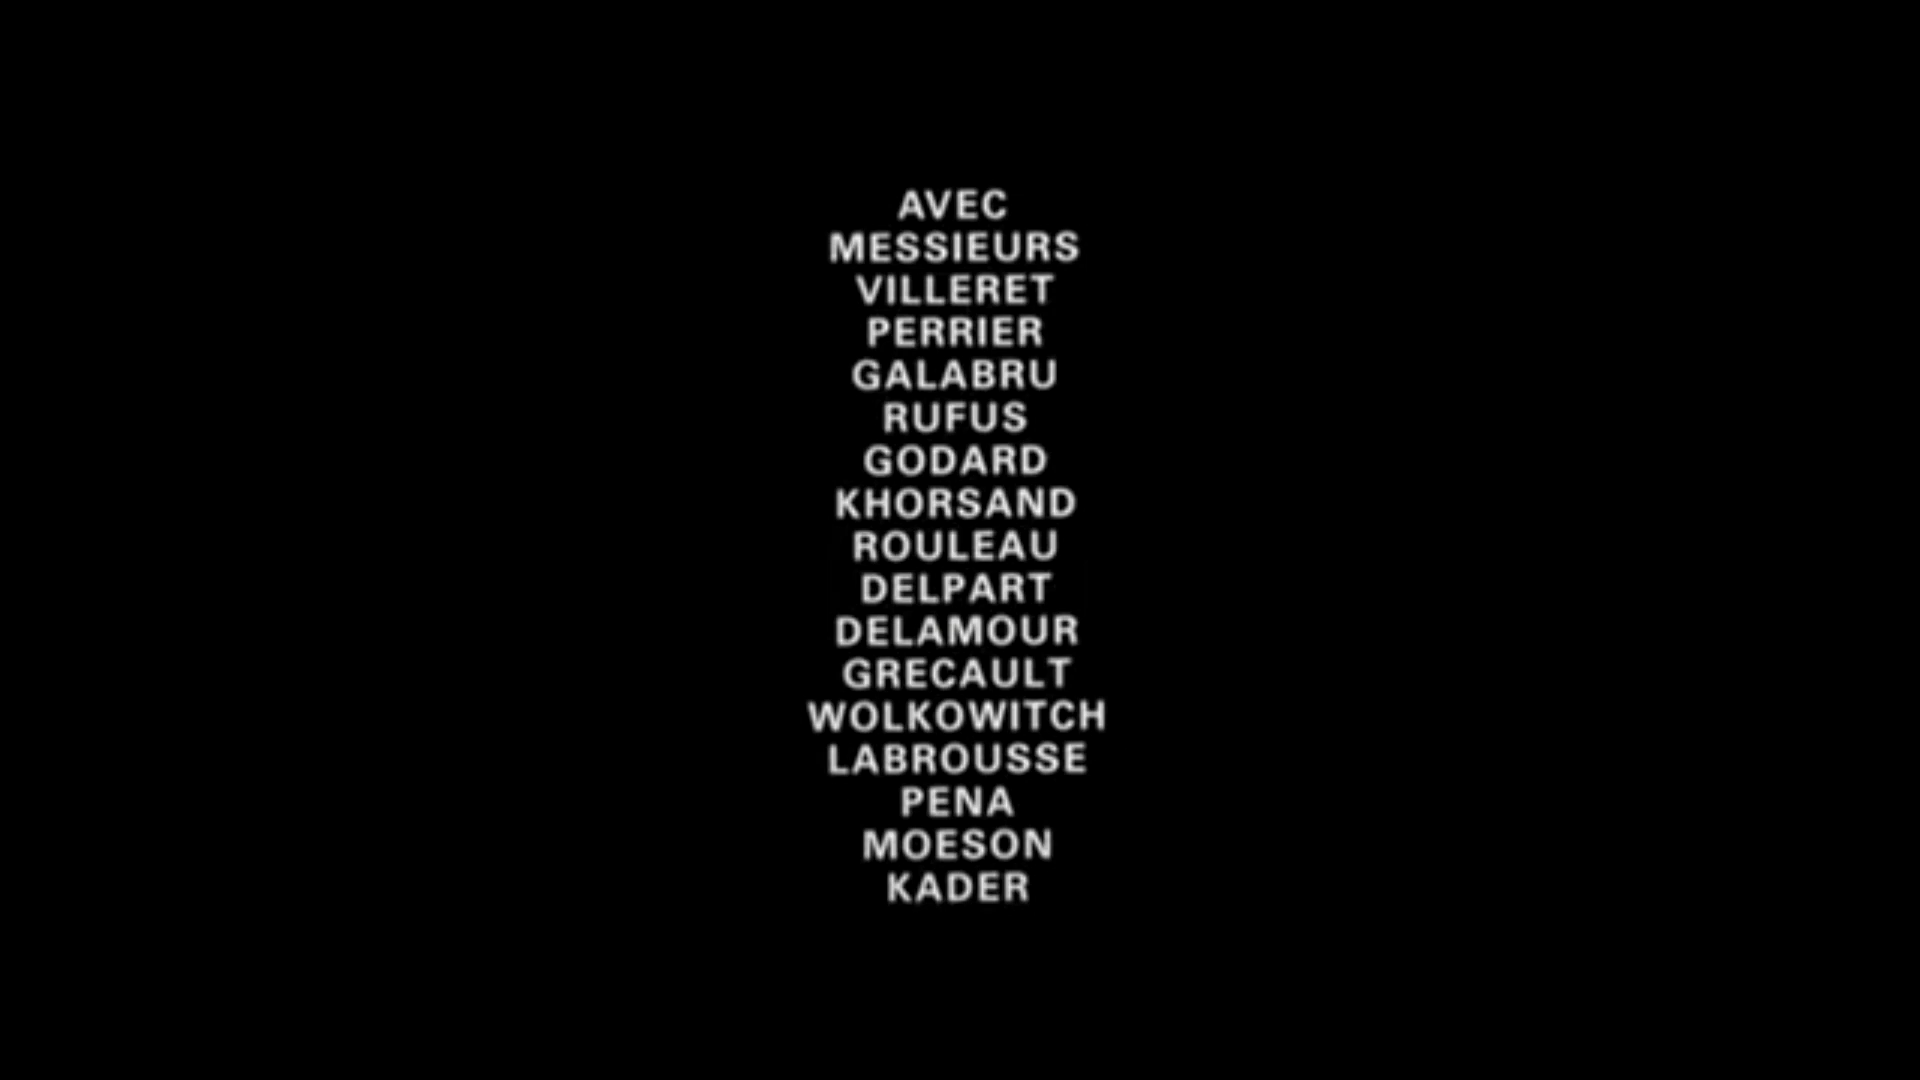 AVEC
MESSIEURS
VILLERET
PERRIER
GALABRU
RUFUS
GODARD
KHORSAND
ROULEAU
DELPART
DELAMOUR
GRECAULT
WOLKOWITCH
LABROUSSE
PENA
MOESON
KADER